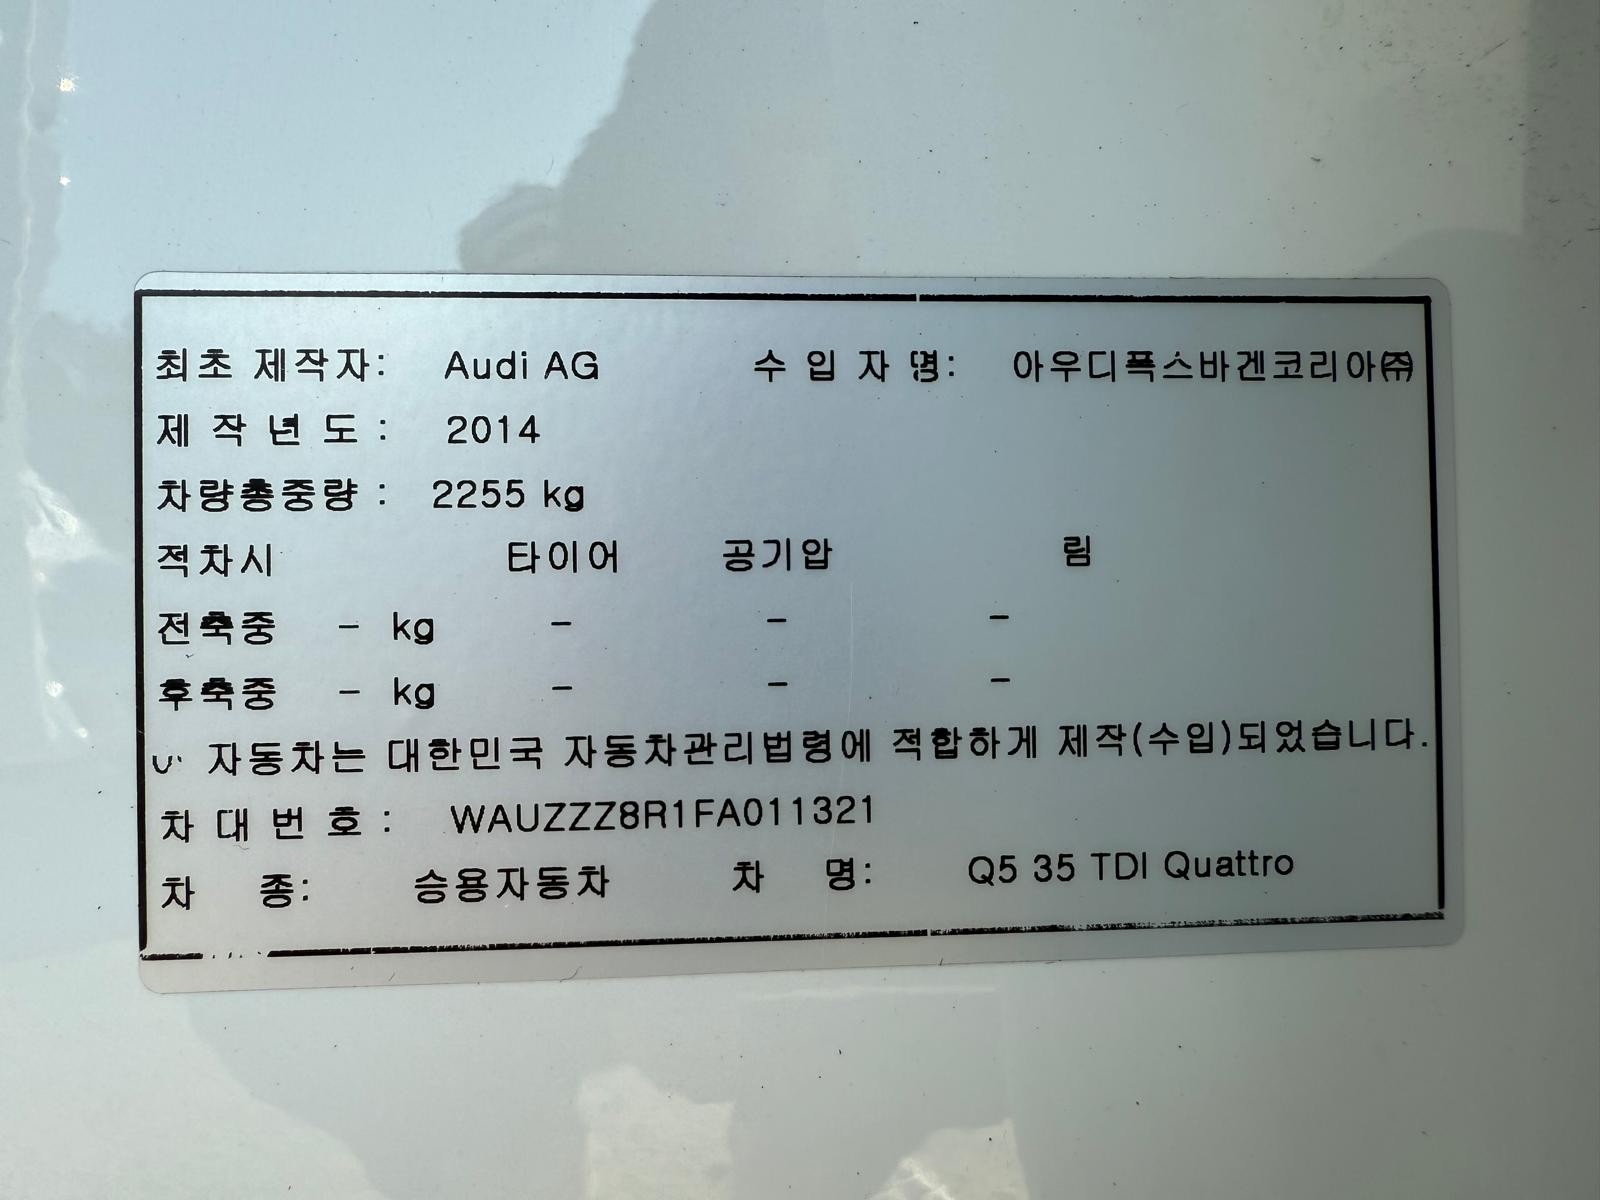 최초 제작자: Audi AG 수 입 자 명: 아우디폭스바겐코리아㈜
제 작 년 도 : 2014
차량총중량 : 2255 kg
적차시 타이어 공기압 림
전축중 - kg - - -
후축중 - kg - - -
자동차는 대한민국 자동차관리법령에 적합하게 제작(수입)되었습니다.
차 대 번 호 : WAUZZZ8R1FA011321
차 종: 승용자동차 차 명: Q5 35 TDI Quattro